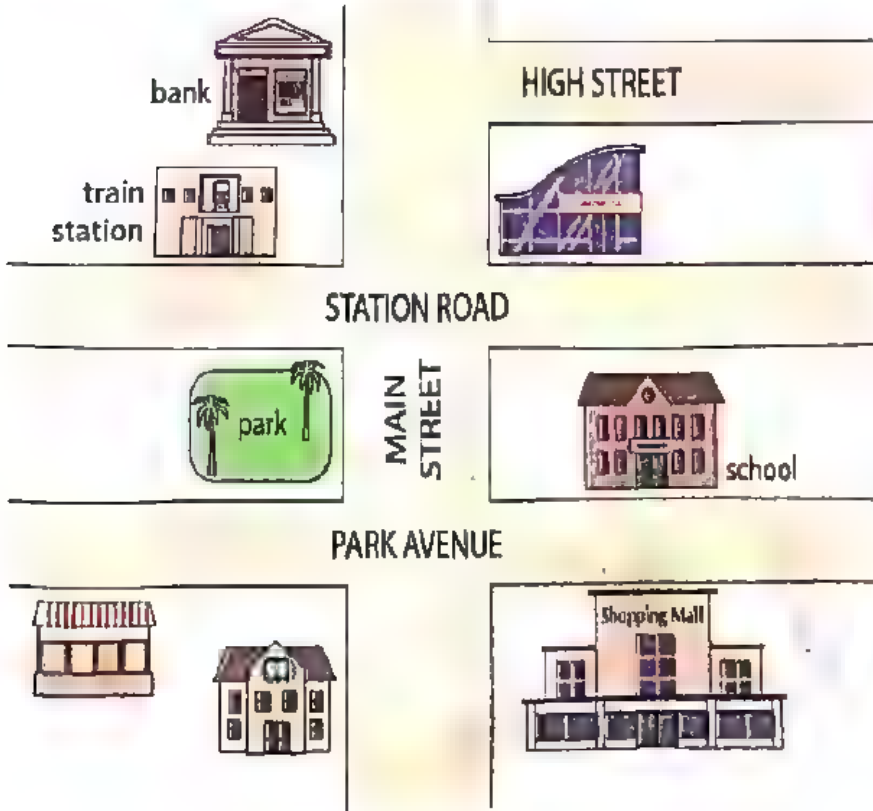 bank
HIGH STREET
train
station
STATION ROAD
park
MAIN
STREET
school
PARK AVENUE
Shopping Mall